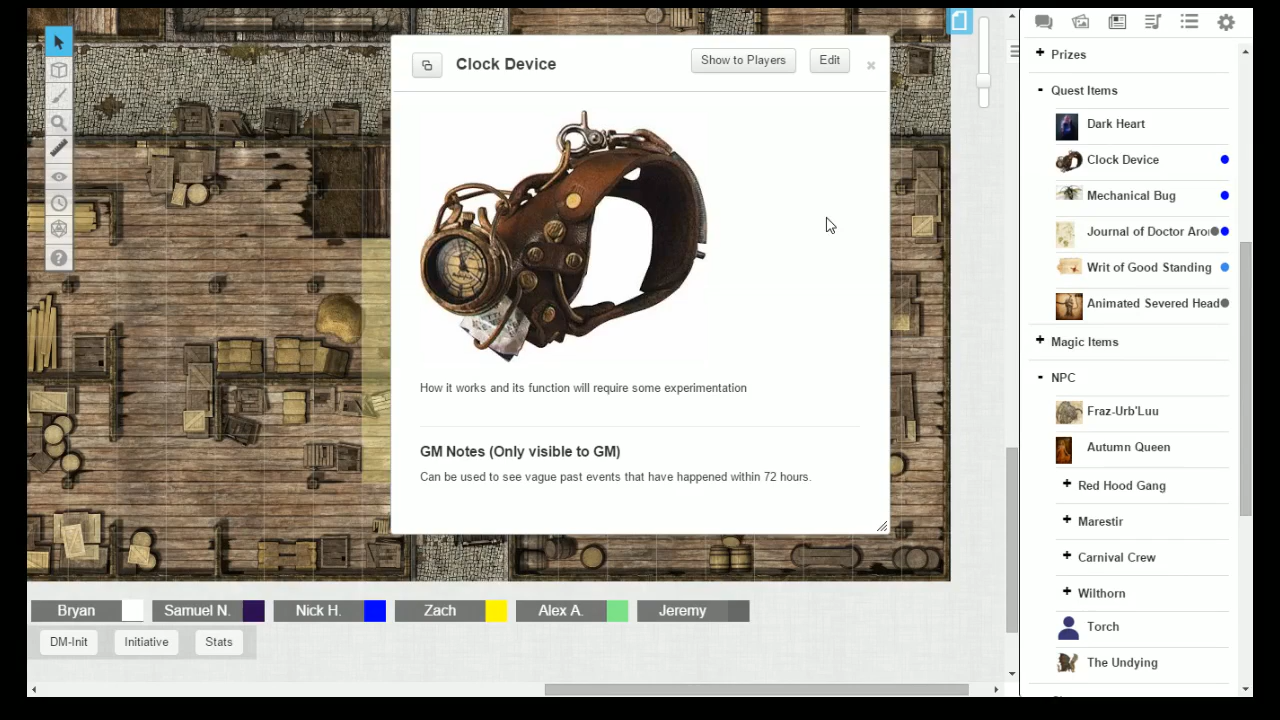 Clock Device
Show to Players
Edit
How it works and its function will require some experimentation
GM Notes (Only visible to GM)
Can be used to see vague past events that have happened within 72 hours.
Bryan
Samuel N.
Nick H.
Zach
Alex A.
Jeremy
DM-Init
Initiative
Stats
Prizes
Quest Items
Dark Heart
Clock Device
Mechanical Bug
Journal of Doctor Aro
Writ of Good Standing
Animated Severed Head
Magic Items
NPC
Fraz-Urb'Luu
Autumn Queen
Red Hood Gang
Marestir
Carnival Crew
Wilthorn
Torch
The Undying